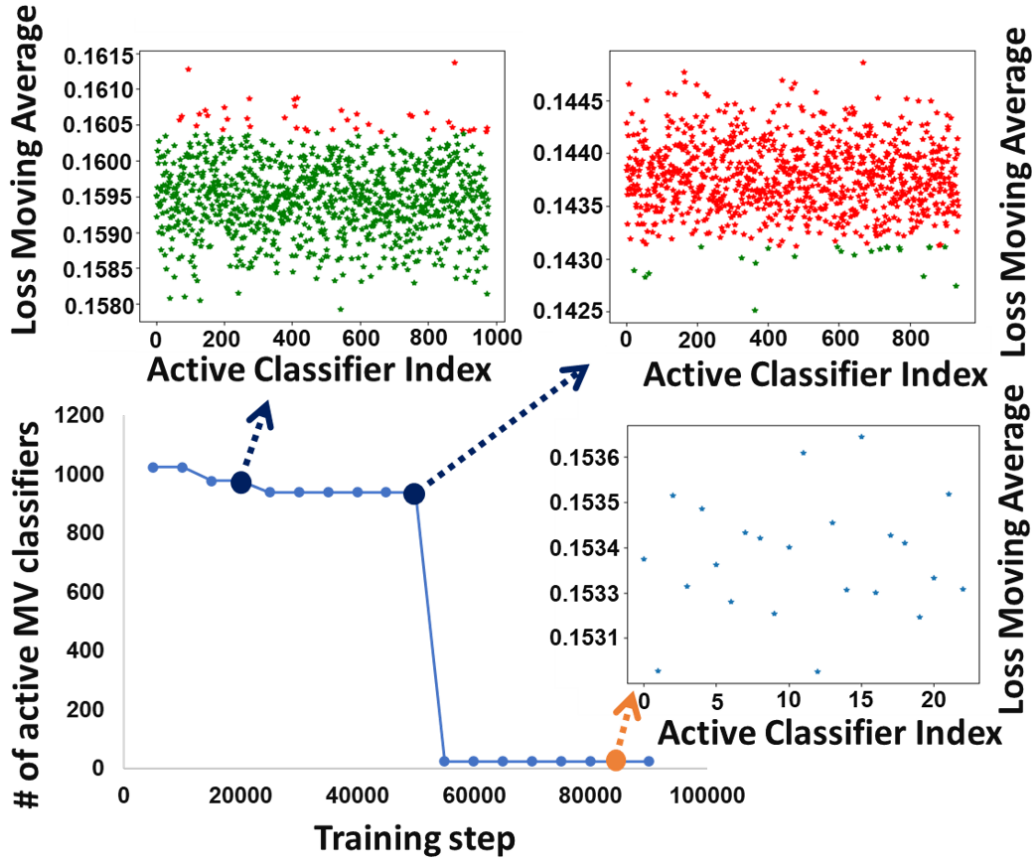 Loss Moving Average
0.1615
0.1610
0.1605
0.1600
0.1595
0.1590
0.1585
0.1580
0 200 400 600 800 1000
Active Classifier Index
0.1445
0.1440
0.1435
0.1430
0.1425
0 200 400 600 800
Active Classifier Index
Loss Moving Average
# of active MV classifiers
1200
1000
800
600
400
200
0
0 20000 40000 60000 80000 100000
Training step
0.1536
0.1535
0.1534
0.1533
0.1531
0 5 10 15 20
Active Classifier Index
Loss Moving Average